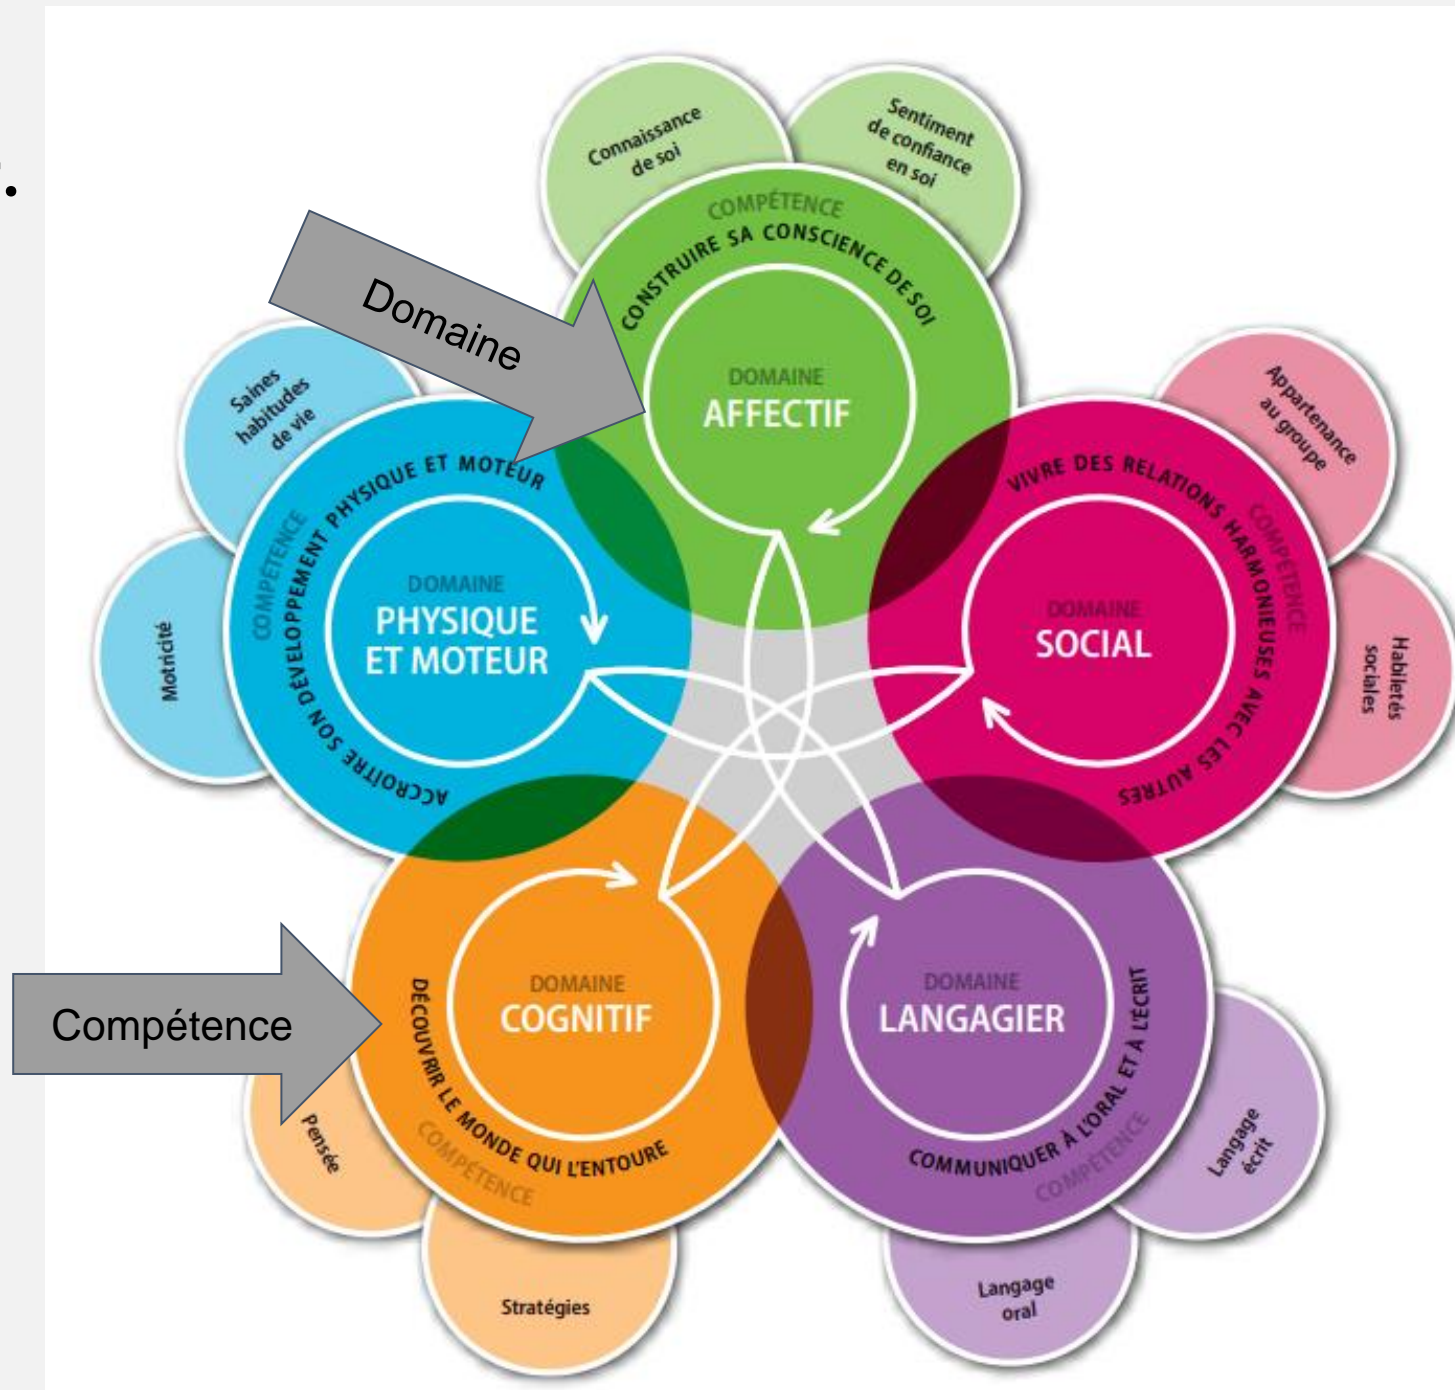 Connaissance
de soi
Sentiment
de confiance
en soi
COMPÉTENCE
CONSTRUIRE SA CONSCIENCE DE SOI
DOMAINE
AFFECTIF
Domaine
Saines
habitudes
de vie
Motricité
COMPÉTENCE
ACCROÎTRE SON DÉVELOPPEMENT PHYSIQUE ET MOTEUR
DOMAINE
PHYSIQUE
ET MOTEUR
Appartenance
au groupe
Habiletés
sociales
COMPÉTENCE
VIVRE DES RELATIONS HARMONIEUSES AVEC LES AUTRES
DOMAINE
SOCIAL
Compétence
DOMAINE
COGNITIF
DÉCOUVRIR LE MONDE QUI L'ENTOURE
COMPÉTENCE
Pensée
Stratégies
DOMAINE
LANGAGIER
COMMUNIQUER À L'ORAL ET À L'ÉCRIT
COMPÉTENCE
Langage
écrit
Langage
oral